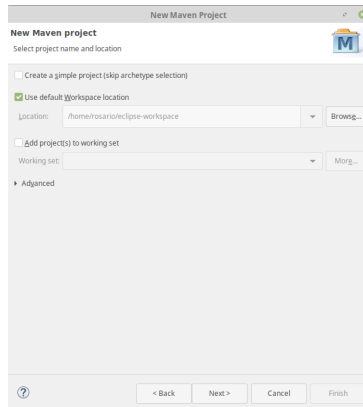 New Maven Project
New Maven project
Select project name and location
M
Create a simple project (skip archetype selection)
Use default Workspace location
Location: /home/rosario/eclipse-workspace Browse...
Add project(s) to working set
Working set: More...
Advanced
? < Back Next > Cancel Finish